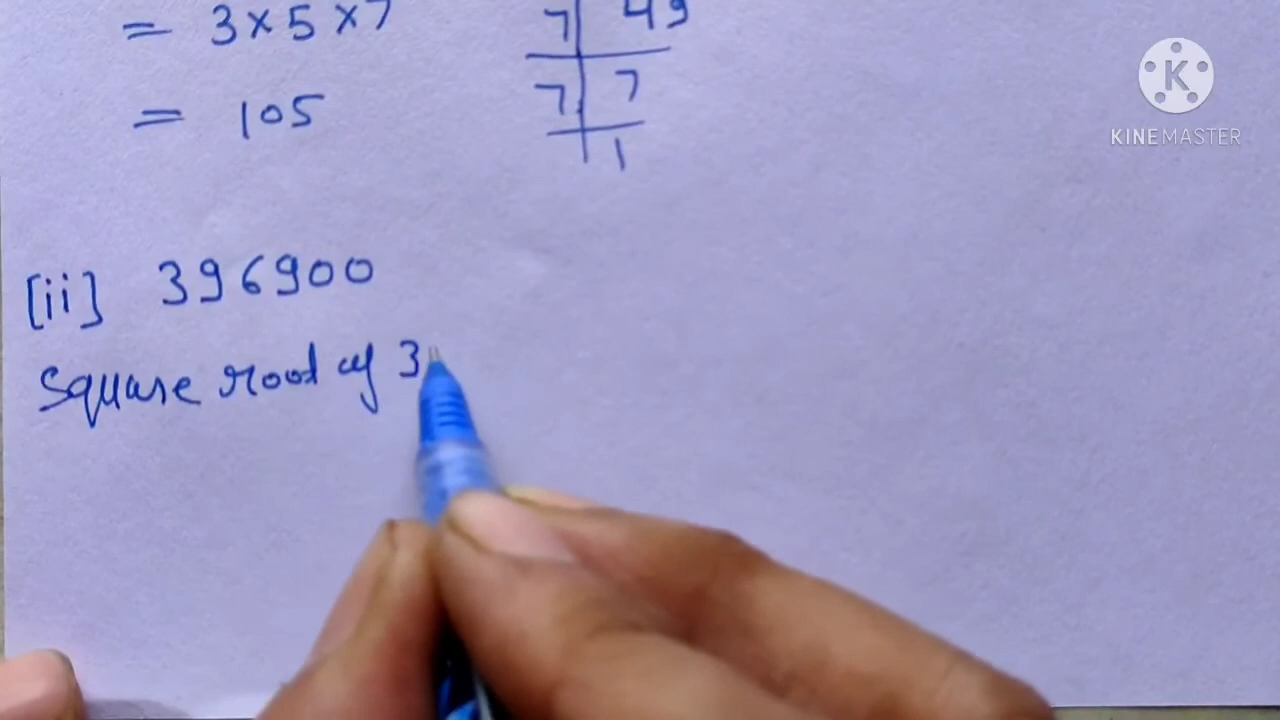 = 3×5×7
7 | 49
7 | 7
1
= 105
K
KINEMASTER
[ii] 396900
Square root of 3